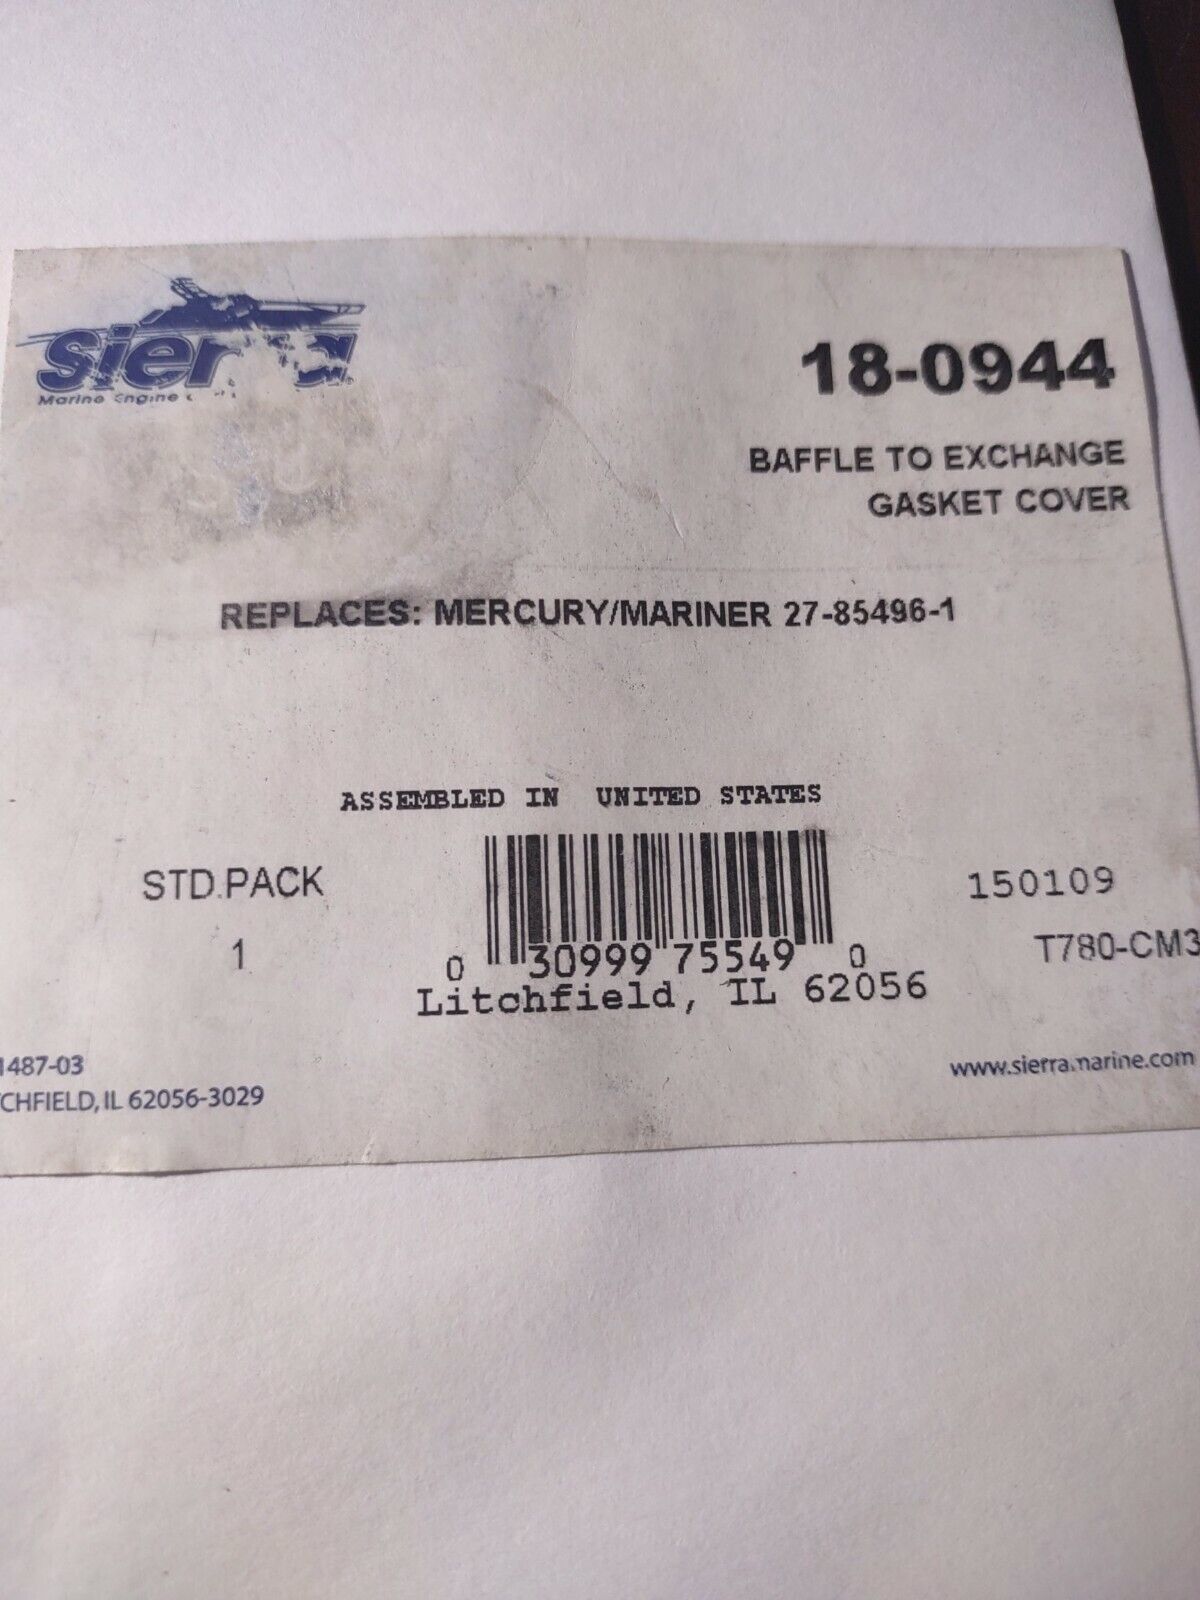 sierra
Marine Engine
18-0944
BAFFLE TO EXCHANGE
GASKET COVER
REPLACES: MERCURY/MARINER 27-85496-1
ASSEMBLED IN UNITED STATES
STD.PACK
1
150109
T780-CM3
0 30999 75549 0
Litchfield, IL 62056
1487-03
CHFIELD, IL 62056-3029
www.sierramarine.com